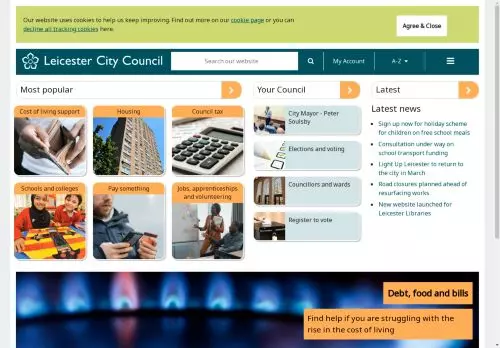 Our website uses cookies to help us keep improving. Find out more on our cookie page or you can
decline all tracking cookies here.
Agree & Close
Leicester City Council
Search our website
My Account
A-Z
Most popular
Your Council
Latest
Cost of living support
Housing
Council tax
Schools and colleges
Pay something
Jobs, apprenticeships
and volunteering
City Mayor - Peter
Soulsby
Elections and voting
Councillors and wards
Register to vote
Latest news
Sign up now for holiday scheme
for children on free school meals
Consultation under way on
school transport funding
Light Up Leicester to return to
the city in March
Road closures planned ahead of
resurfacing works
New website launched for
Leicester Libraries
Debt, food and bills
Find help if you are struggling with the
rise in the cost of living